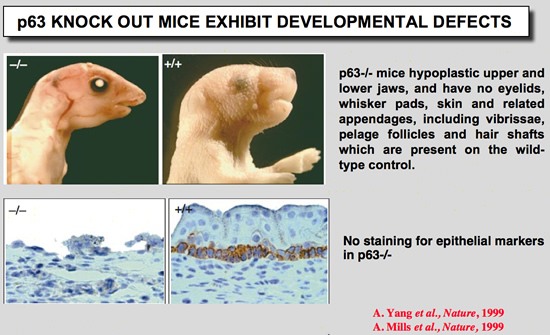 p63 KNOCK OUT MICE EXHIBIT DEVELOPMENTAL DEFECTS
–/–
+/+
p63-/- mice hypoplastic upper and
lower jaws, and have no eyelids,
whisker pads, skin and related
appendages, including vibrissae,
pelage follicles and hair shafts
which are present on the wild-
type control.
–/–
+/+
No staining for epithelial markers
in p63-/-
A. Yang et al., Nature, 1999
A. Mills et al., Nature, 1999